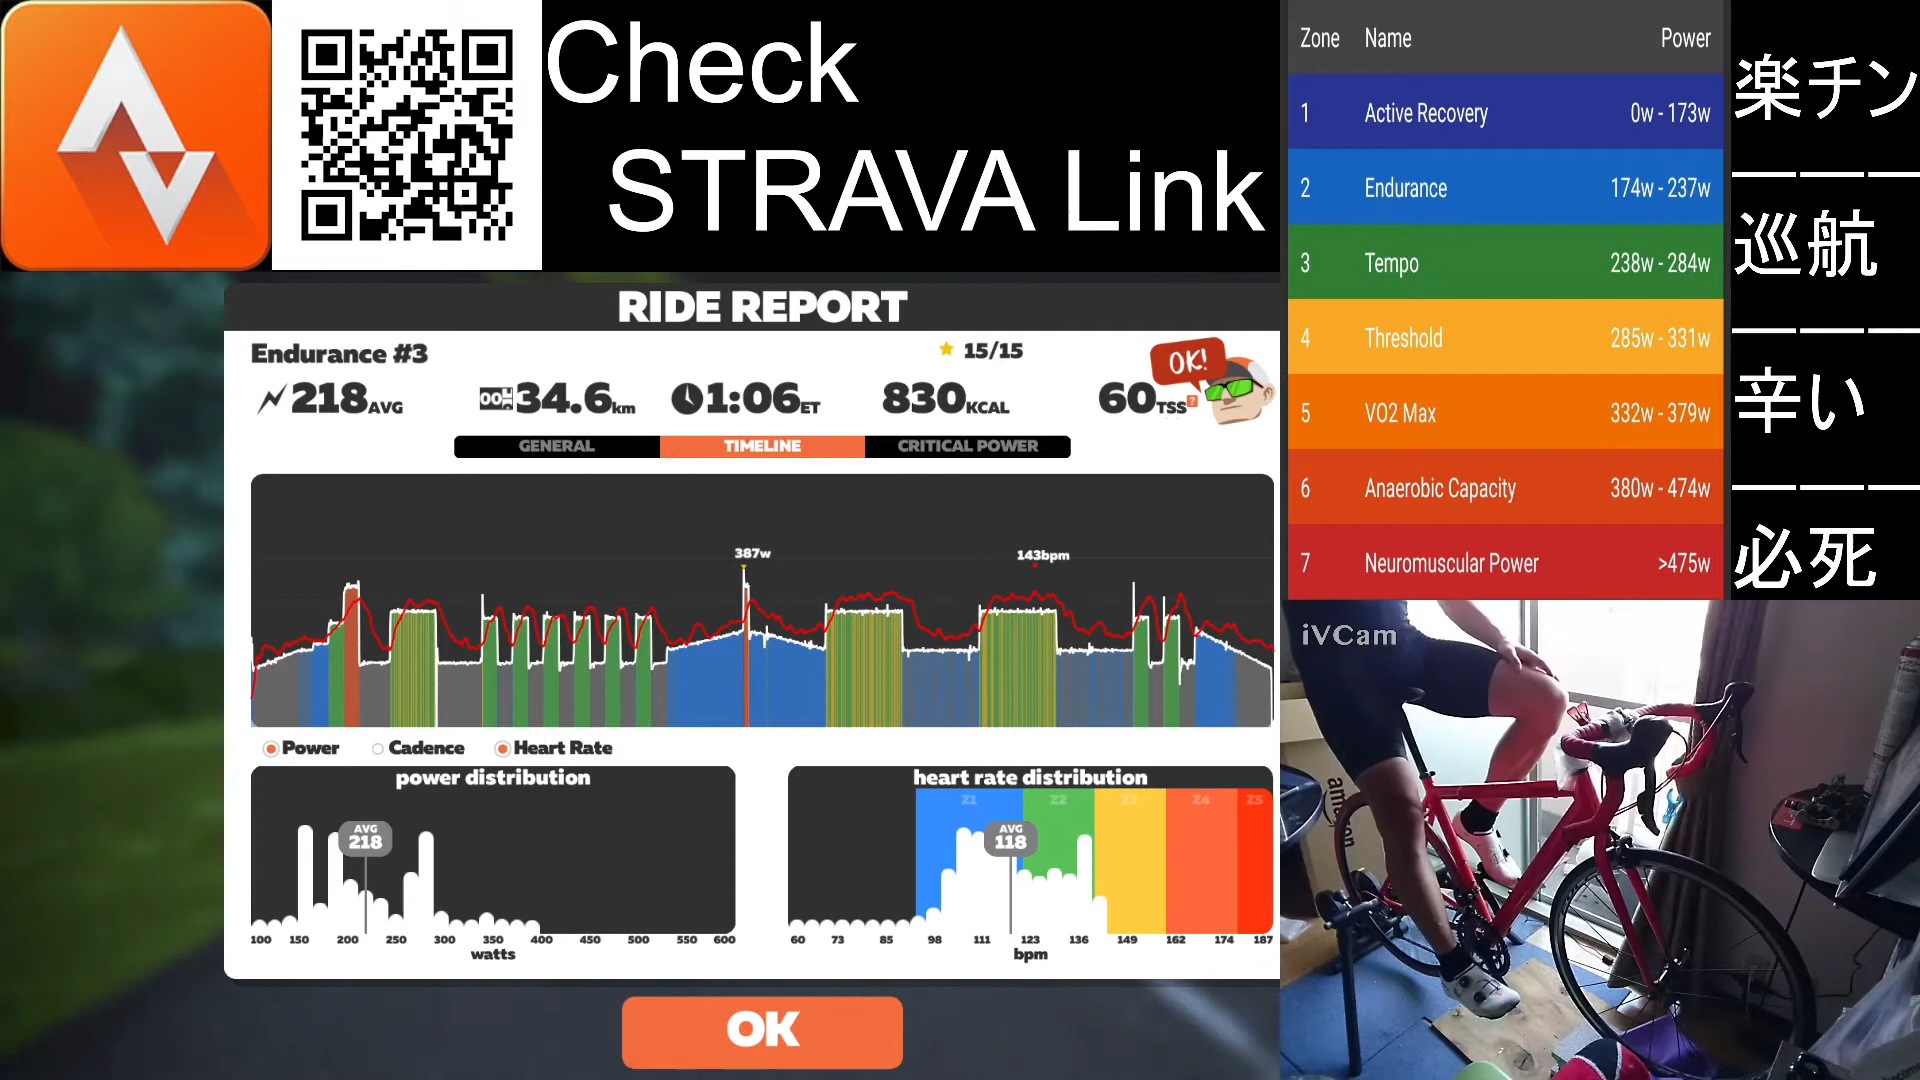 Check
STRAVA Link
Zone Name Power
1 Active Recovery 0w - 173w
2 Endurance 174w - 237w
3 Tempo 238w - 284w
4 Threshold 285w - 331w
5 VO2 Max 332w - 379w
6 Anaerobic Capacity 380w - 474w
7 Neuromuscular Power >475w
楽チン
巡航
辛い
必死
RIDE REPORT
Endurance #3
15/15
OK!
218AVG 34.6km 1:06ET 830KCAL 60TSS?
GENERAL TIMELINE CRITICAL POWER
387w
143bpm
Power Cadence Heart Rate
power distribution
AVG
218
100 150 200 250 300 350 400 450 500 550 600
watts
heart rate distribution
Z1 Z2 Z3 Z4 Z5
AVG
118
60 73 85 98 111 123 136 149 162 174 187
bpm
OK
iVCam
amazon